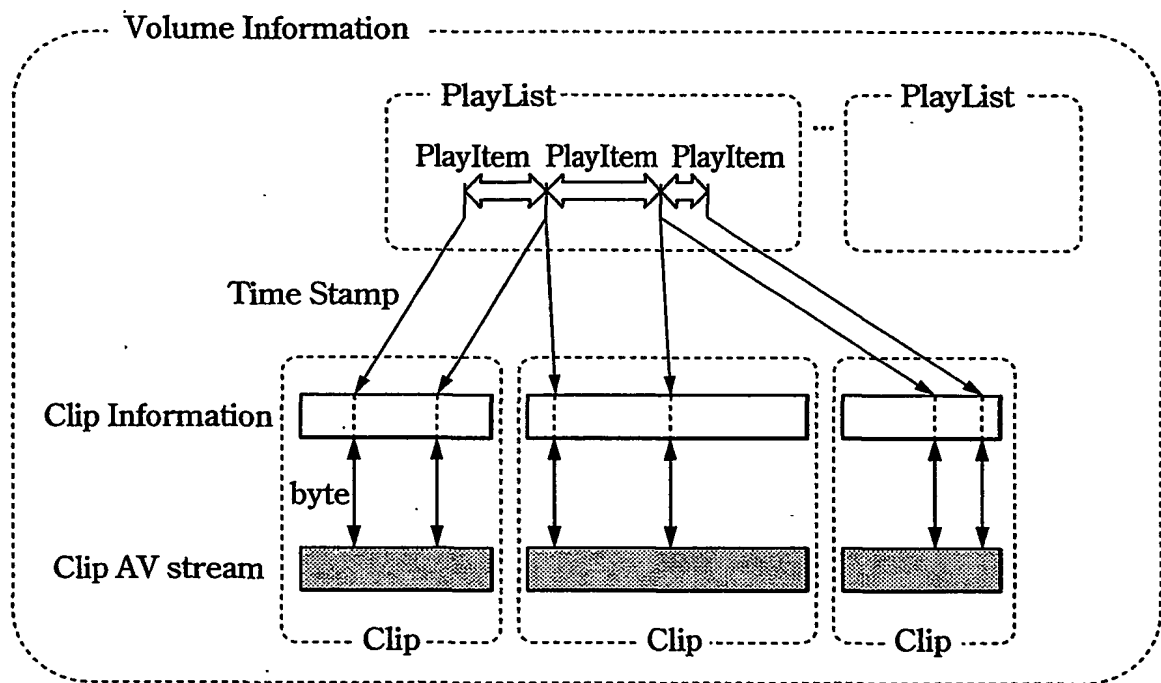 Volume Information
PlayList
PlayList
...
PlayItem PlayItem PlayItem
Time Stamp
Clip Information
byte
Clip AV stream
Clip
Clip
Clip